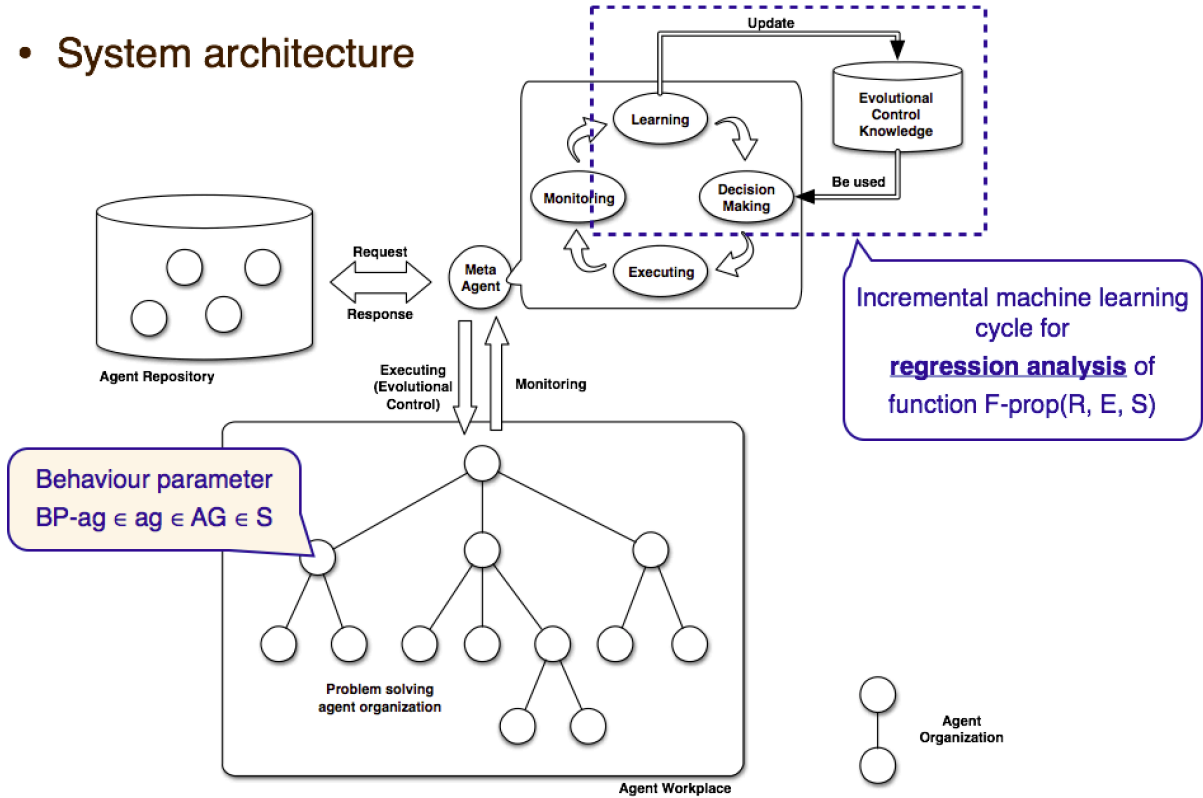 • System architecture
Update
Evolutional
Control
Knowledge
Learning
Be used
Decision
Making
Monitoring
Executing
Request
Response
Meta
Agent
Agent Repository
Executing
(Evolutional
Control)
Monitoring
Incremental machine learning
cycle for
regression analysis of
function F-prop(R, E, S)
Behaviour parameter
BP-ag ∈ ag ∈ AG ∈ S
Problem solving
agent organization
Agent
Organization
Agent Workplace